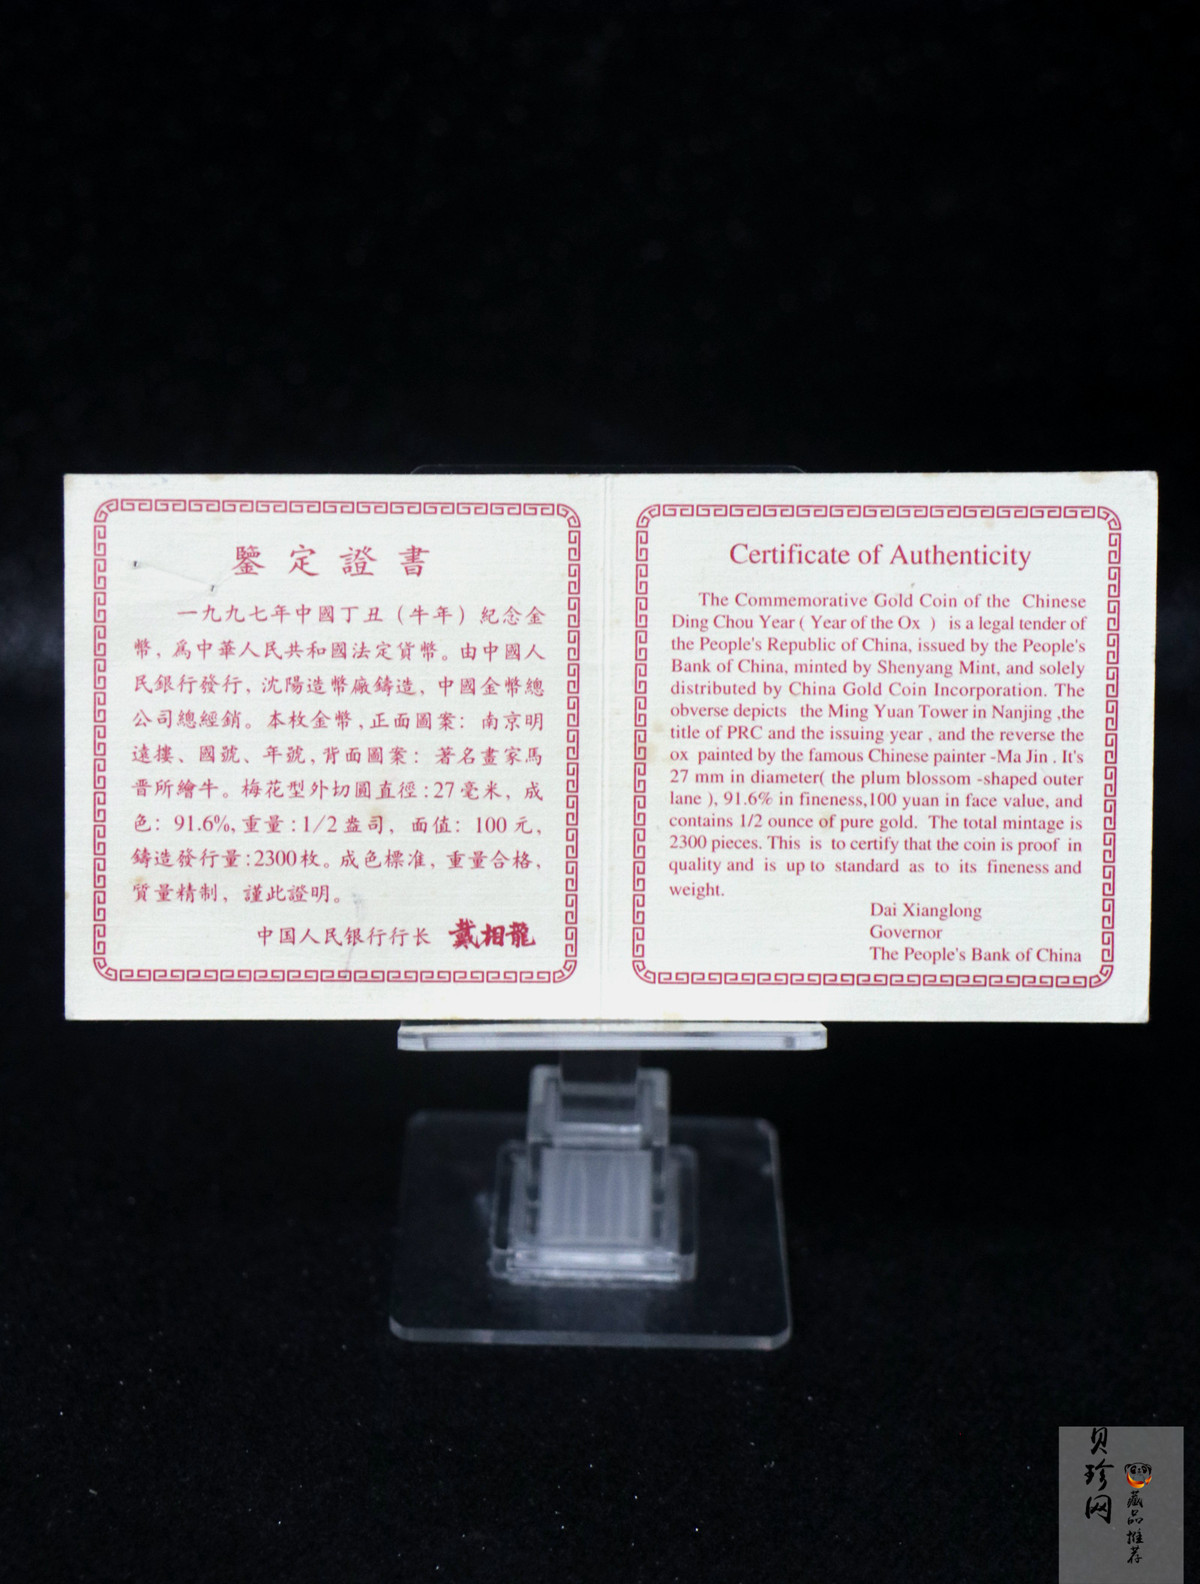 鑒定證書
一九九七年中國丁丑（牛年）紀念金
幣，爲中華人民共和國法定貨幣。由中國人
民銀行發行，沈陽造幣廠鑄造，中國金幣總
公司總經銷。本枚金幣，正面圖案：南京明
遠摟、國號、年號，背面圖案：著名畫家馬
晋所繪牛。梅花型外切圓直徑：27毫米，成
色：91.6%，重量：1/2盎司，面值：100元，
鑄造發行量：2300枚。成色標准，重量合格，
質量精制，謹此證明。
中国人民银行行长 戴相龍
Certificate of Authenticity
The Commemorative Gold Coin of the Chinese
Ding Chou Year ( Year of the Ox ) is a legal tender of
the People's Republic of China, issued by the People's
Bank of China, minted by Shenyang Mint, and solely
distributed by China Gold Coin Incorporation. The
obverse depicts the Ming Yuan Tower in Nanjing ,the
title of PRC and the issuing year , and the reverse the
ox painted by the famous Chinese painter -Ma Jin . It's
27 mm in diameter( the plum blossom -shaped outer
lane ), 91.6% in fineness,100 yuan in face value, and
contains 1/2 ounce of pure gold. The total mintage is
2300 pieces. This is to certify that the coin is proof in
quality and is up to standard as to its fineness and
weight.
Dai Xianglong
Governor
The People's Bank of China
贝珍网
藏品推荐